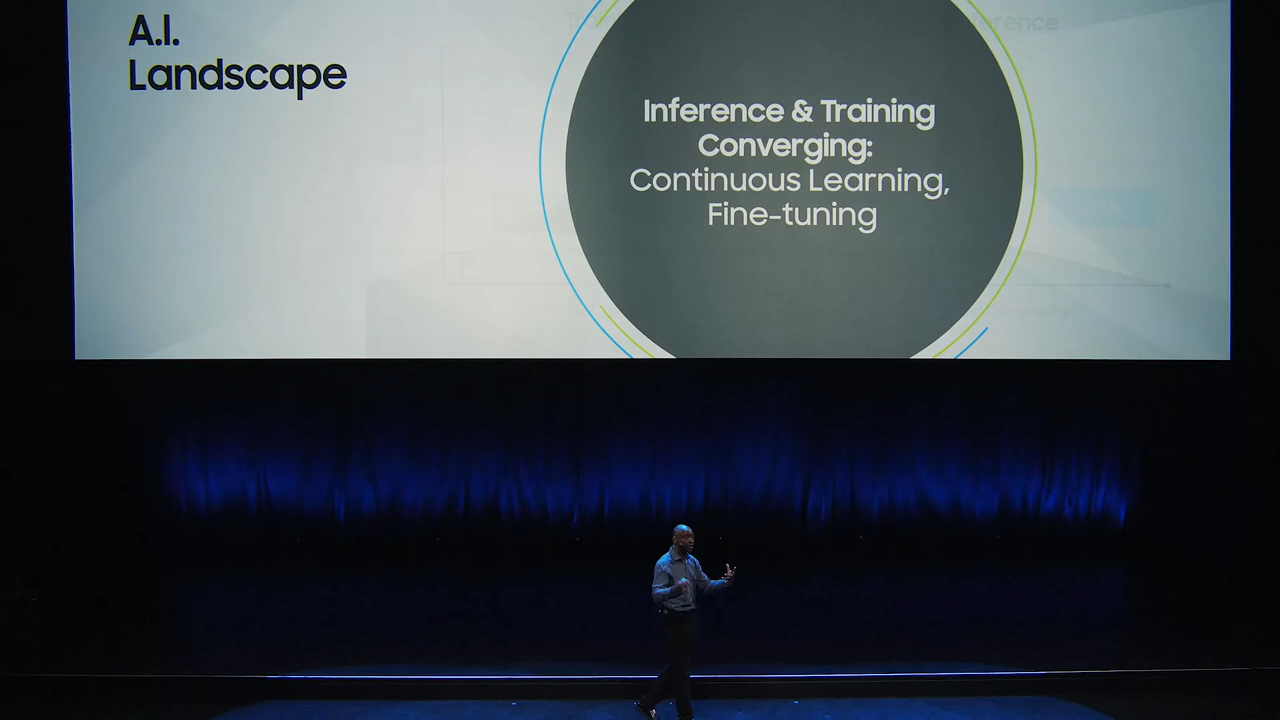 A.I.
Landscape
Inference & Training
Converging:
Continuous Learning,
Fine-tuning